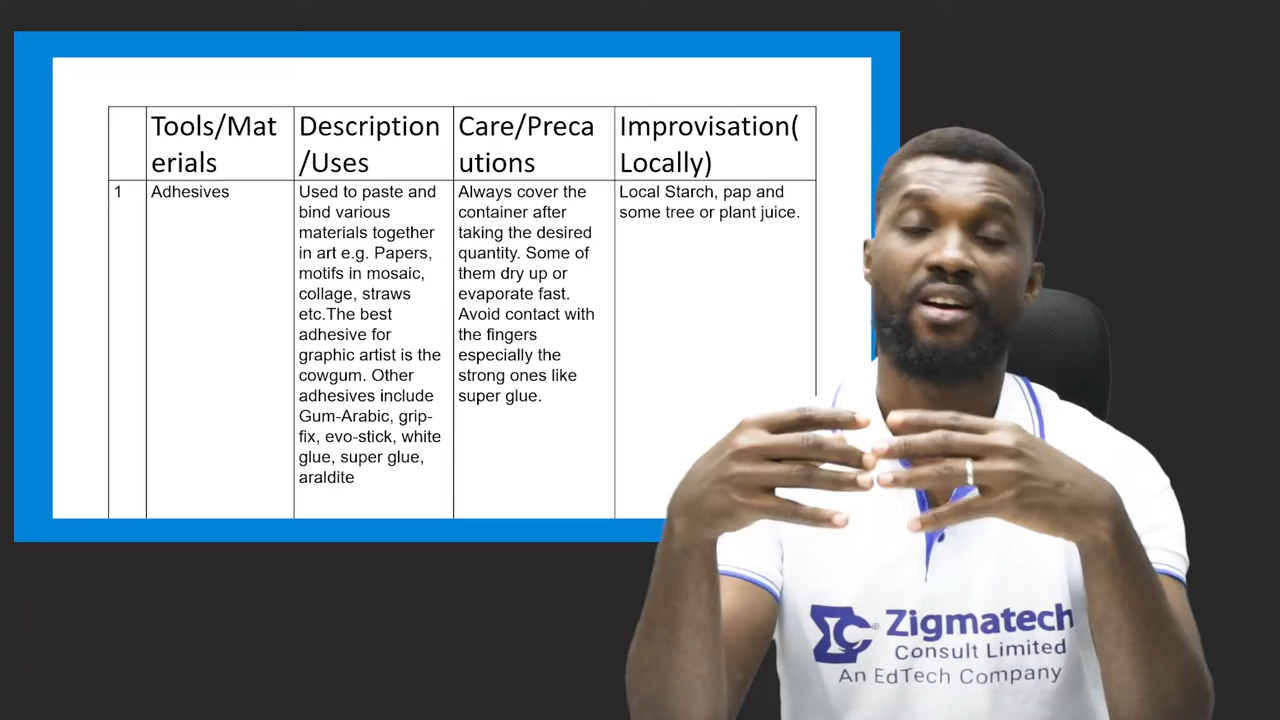 Tools/Mat
erials
Description
/Uses
Care/Preca
utions
Improvisation(
Locally)
1
Adhesives
Used to paste and
bind various
materials together
in art e.g. Papers,
motifs in mosaic,
collage, straws
etc.The best
adhesive for
graphic artist is the
cowgum. Other
adhesives include
Gum-Arabic, grip-
fix, evo-stick, white
glue, super glue,
araldite
Always cover the
container after
taking the desired
quantity. Some of
them dry up or
evaporate fast.
Avoid contact with
the fingers
especially the
strong ones like
super glue.
Local Starch, pap and
some tree or plant juice.
Zigmatech
Consult Limited
An EdTech Company